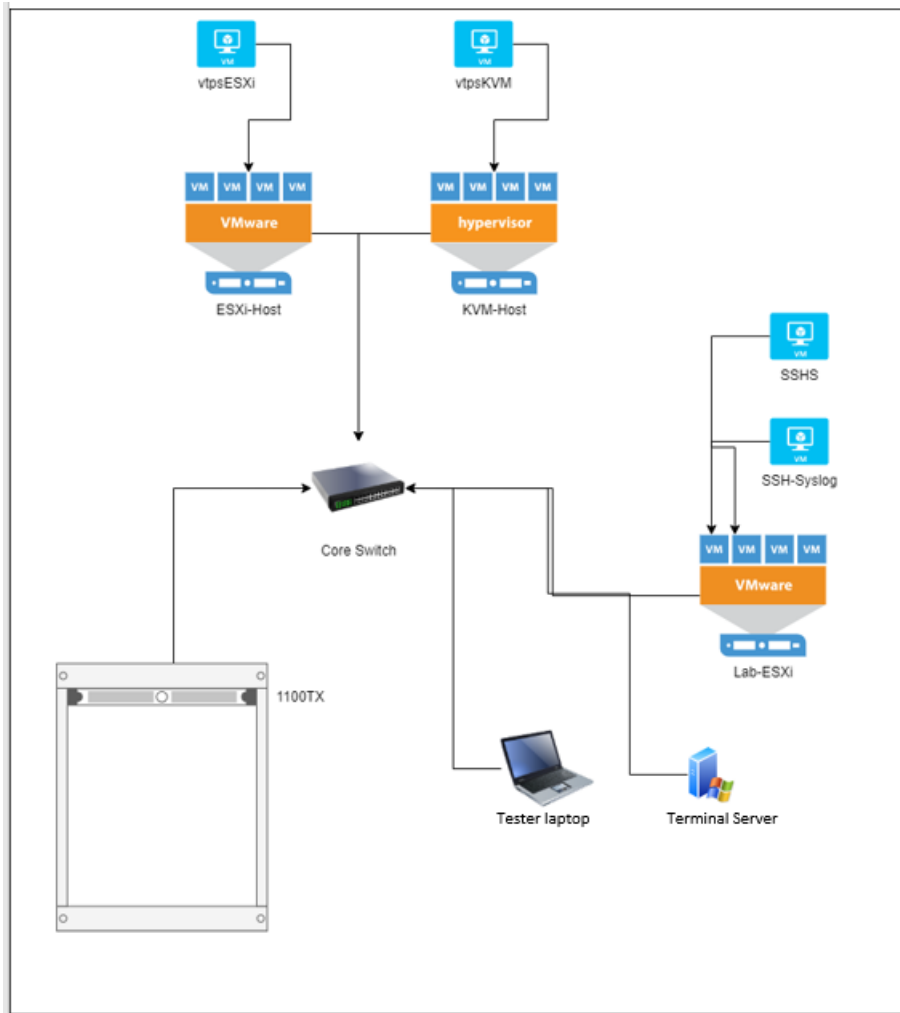 VM
VM
vtpsESXi
vtpsKVM
VM VM VM VM
VM VM VM VM
VMware
hypervisor
ESXi-Host
KVM-Host
VM
SSHS
VM
SSH-Syslog
Core Switch
VM VM VM VM
VMware
Lab-ESXi
1100TX
Tester laptop
Terminal Server